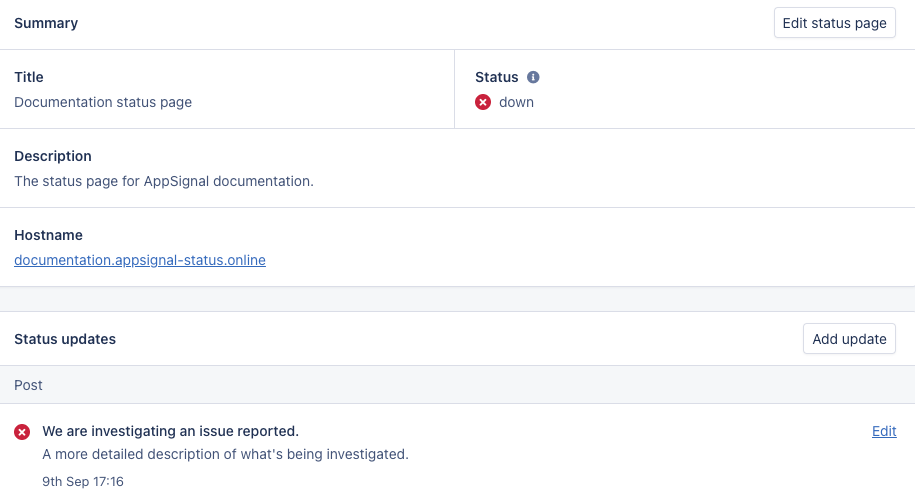 Summary
Edit status page
Title
Status
Documentation status page
down
Description
The status page for AppSignal documentation.
Hostname
documentation.appsignal-status.online
Status updates
Add update
Post
We are investigating an issue reported.
Edit
A more detailed description of what's being investigated.
9th Sep 17:16